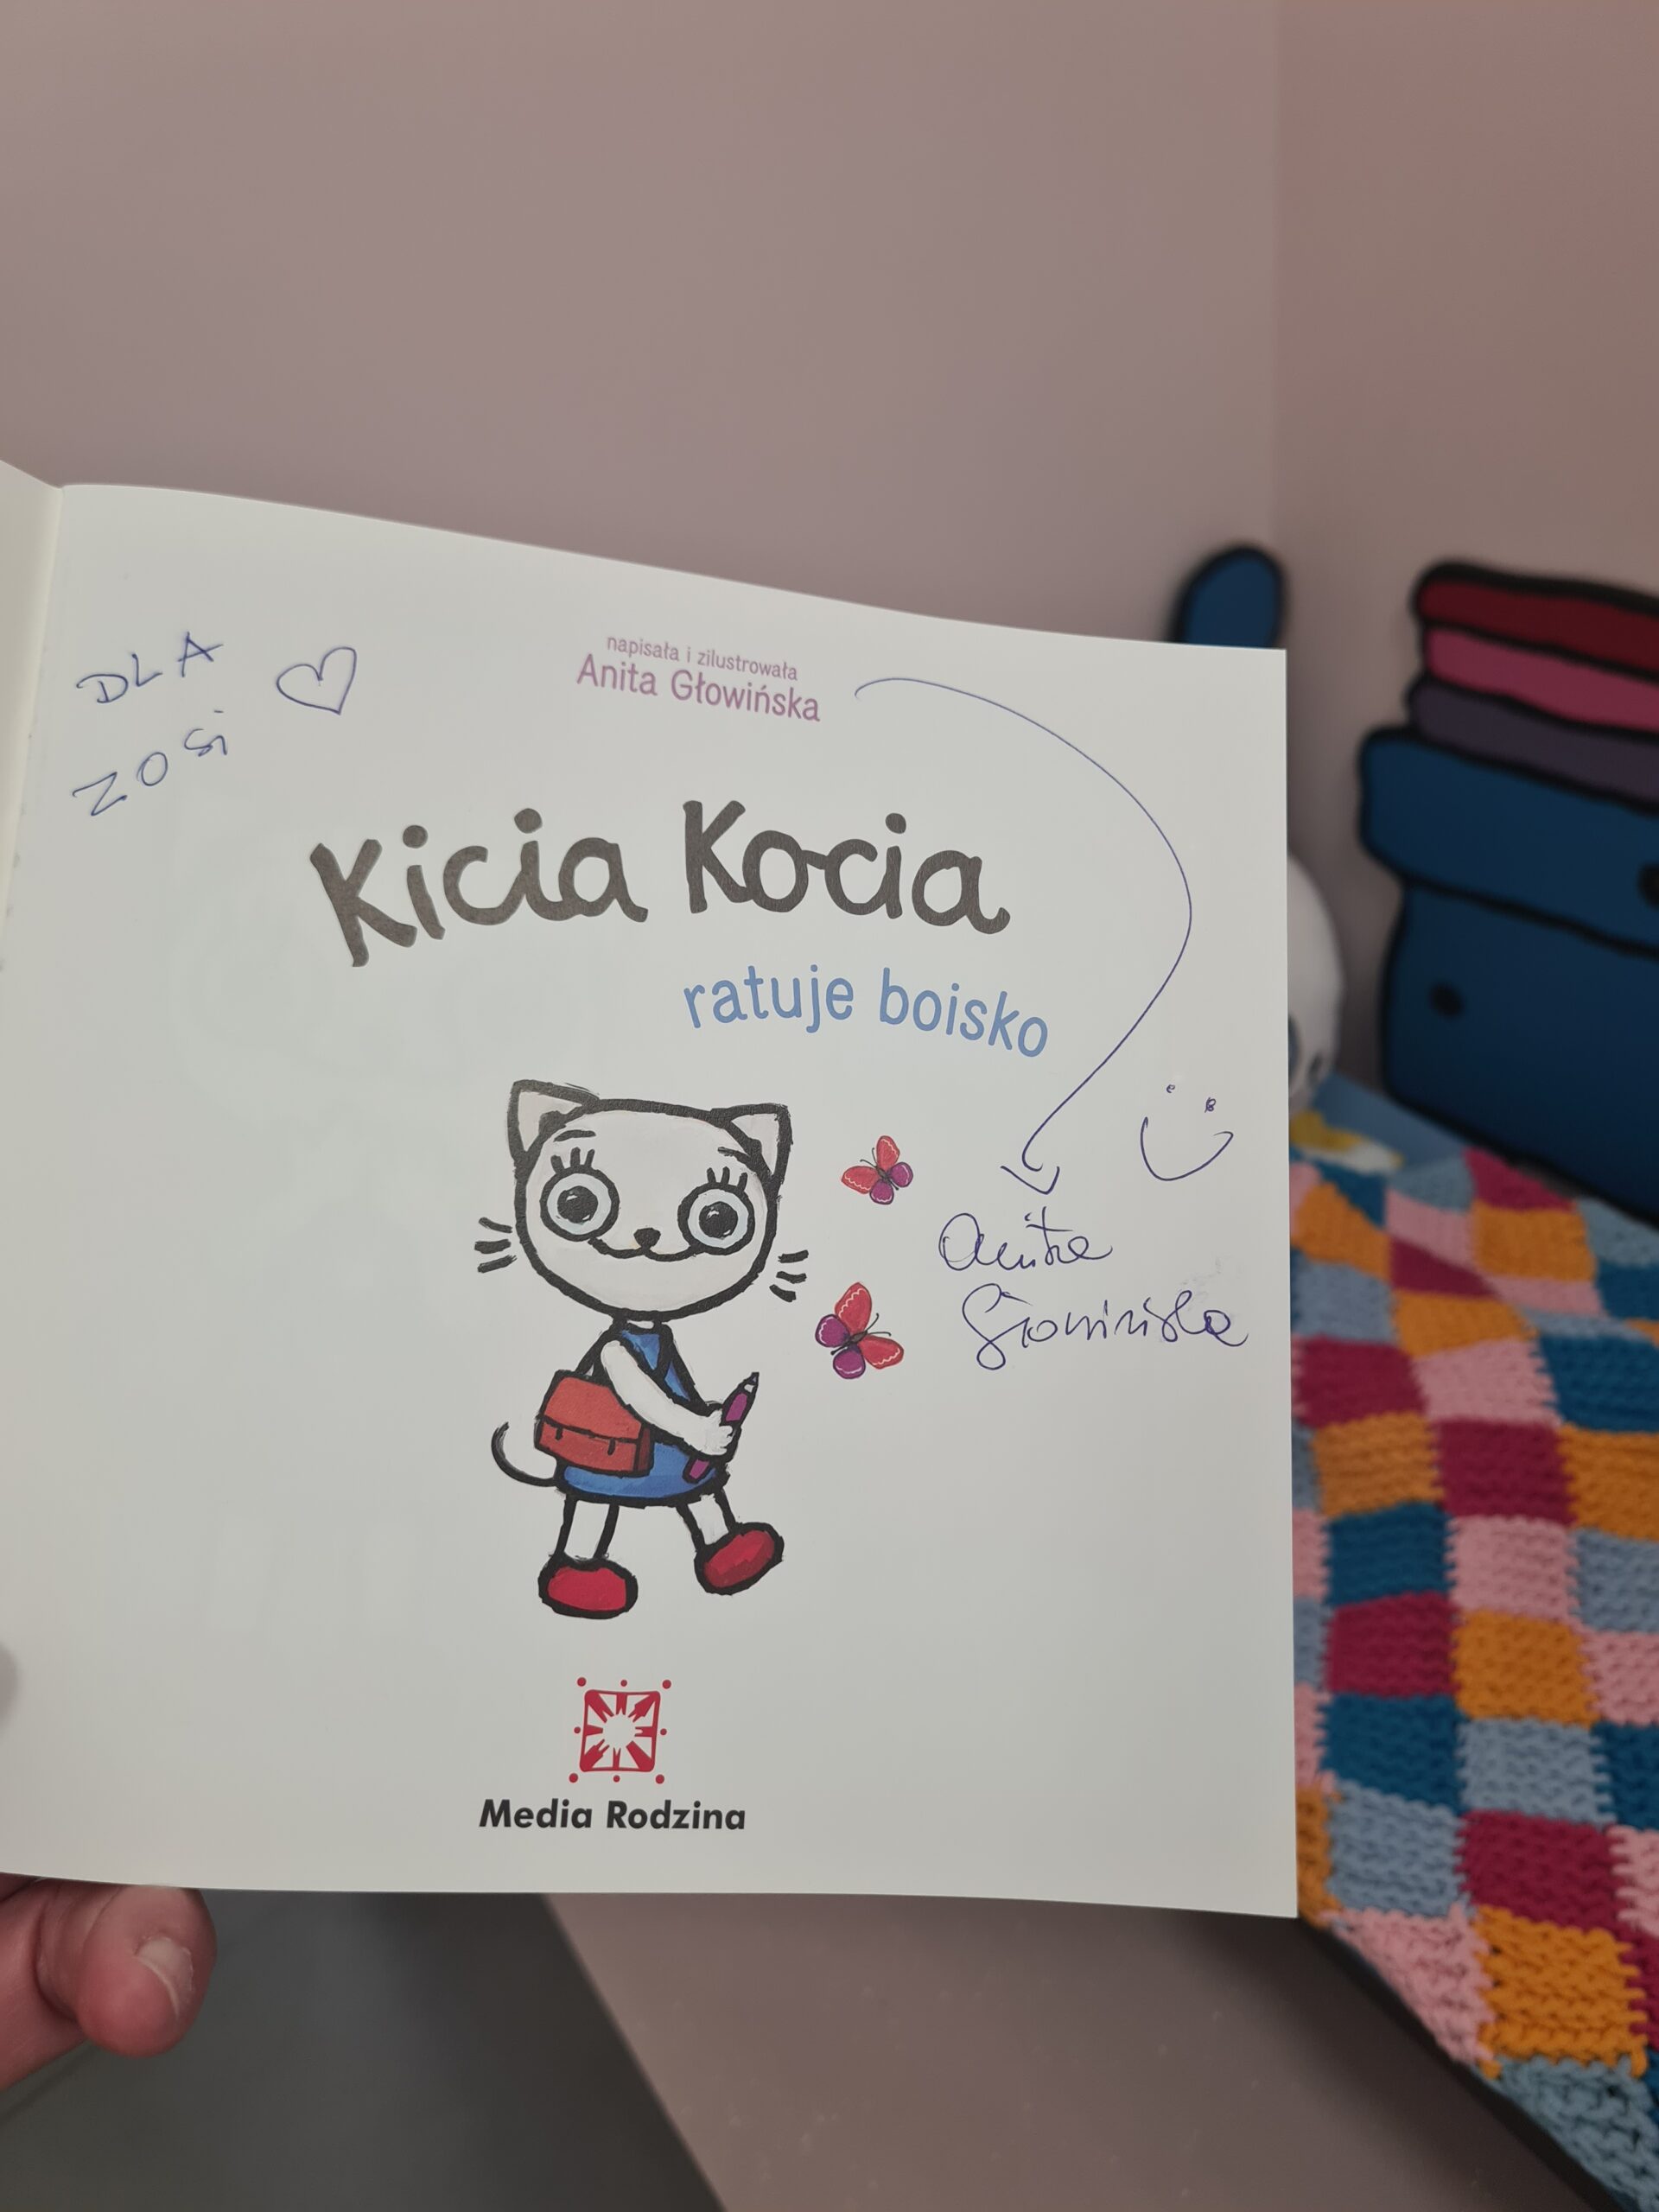 DLA
ZOSI
napisała i zilustrowała
Anita Głowińska
Kicia Kocia
ratuje boisko
Anita
Głowińska
Media Rodzina